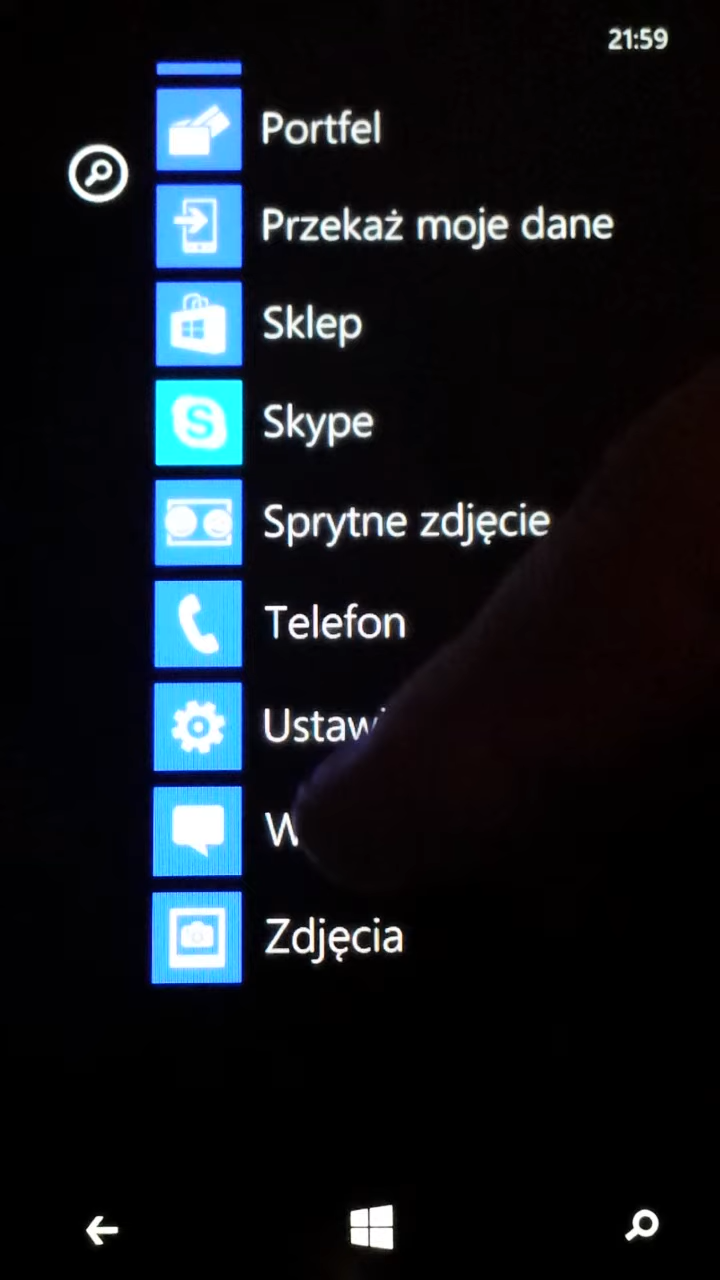 21:59
Portfel
Przekaż moje dane
Sklep
Skype
Sprytne zdjęcie
Telefon
Zdjęcia